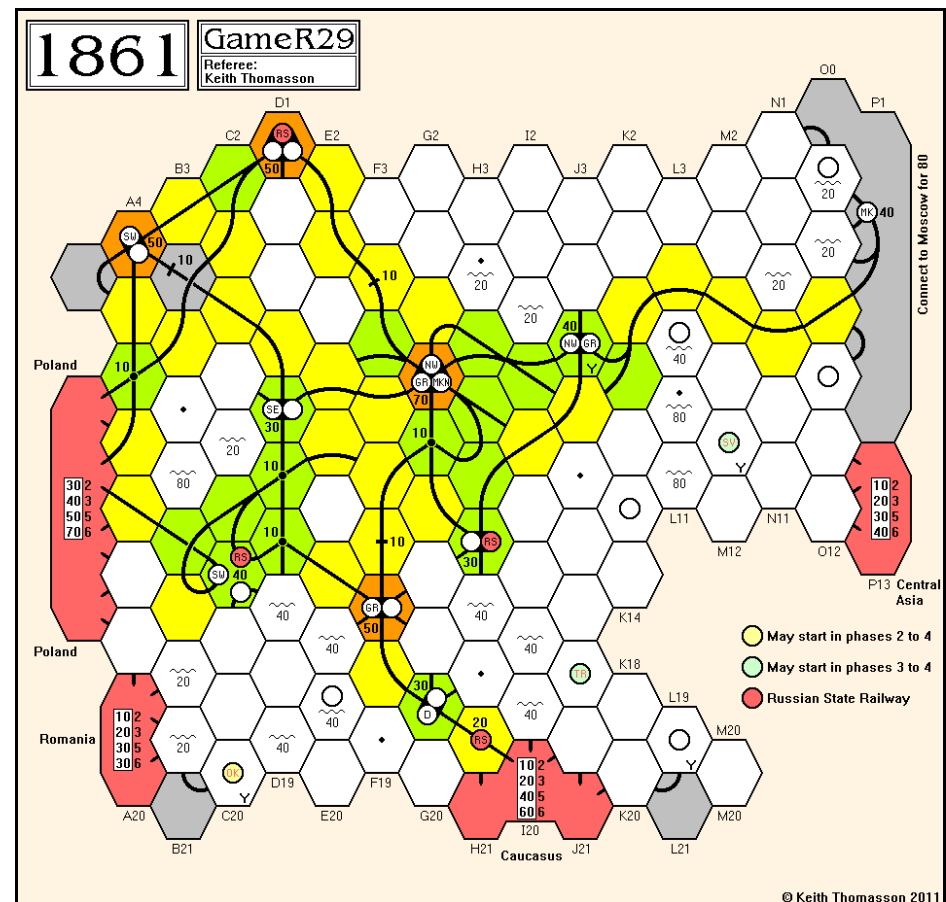 1861
GameR29
Referee:
Keith Thomasson
O0
D1
N1
P1
C2
E2
G2
I2
K2
M2
B3
F3
H3
J3
L3
A4
RS
50
20
MK 40
SW
50
10
10
20
20
20
20
Connect to Moscow for 80
40
NW GR
Y
40
Poland
10
NW
GR MKN
70
SE
30
10
80
20
80
SV
Y
80
10
30 2
40 3
50 5
70 6
10 2
20 3
30 5
40 6
L11
N11
M12
O12
10
10
RS
30
RS
40
SW
P13 Central
Asia
GR
50
40
40
40
K14
May start in phases 2 to 4
Poland
20
30
D
TR
K18
May start in phases 3 to 4
40
40
L19
Russian State Railway
Romania
10 2
20 3
30 5
30 6
20
40
20
RS
M20
OK
Y
D19
F19
10 2
20 3
40 5
60 6
Y
A20
C20
E20
G20
I20
K20
M20
B21
H21
J21
L21
Caucasus
© Keith Thomasson 2011